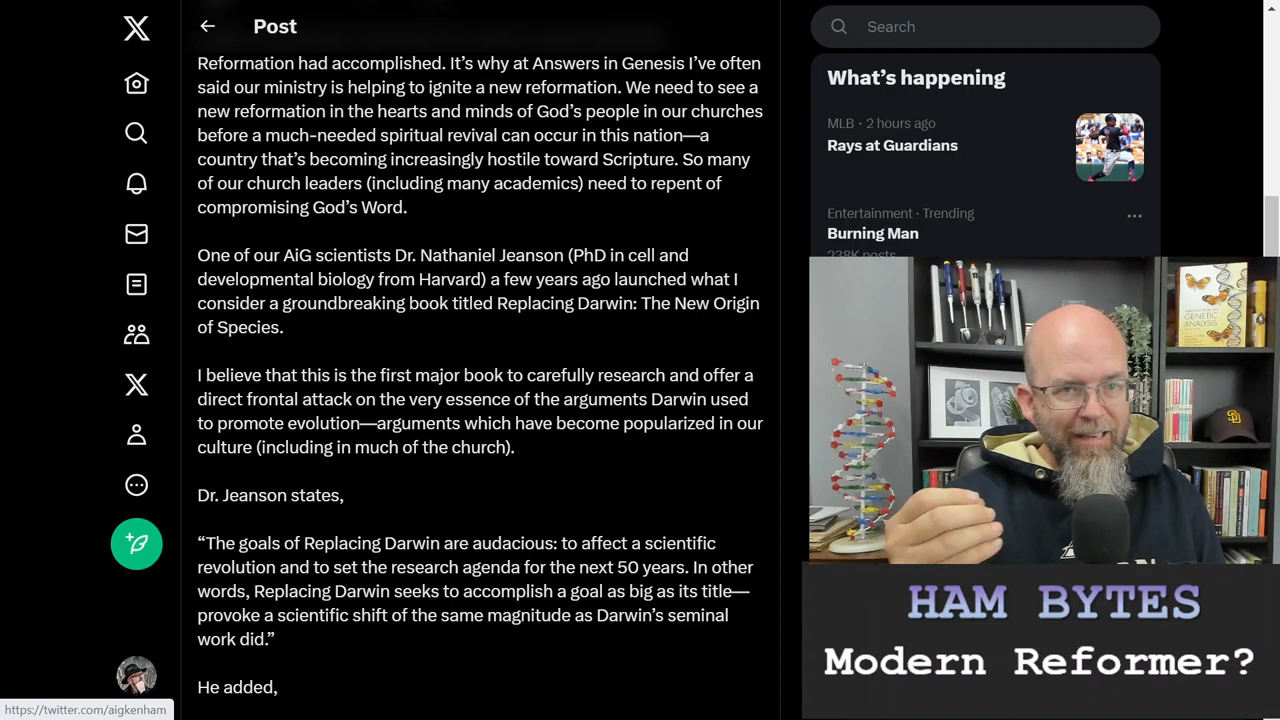 Post
Reformation had accomplished. It’s why at Answers in Genesis I’ve often
said our ministry is helping to ignite a new reformation. We need to see a
new reformation in the hearts and minds of God’s people in our churches
before a much-needed spiritual revival can occur in this nation—a
country that’s becoming increasingly hostile toward Scripture. So many
of our church leaders (including many academics) need to repent of
compromising God’s Word.
One of our AiG scientists Dr. Nathaniel Jeanson (PhD in cell and
developmental biology from Harvard) a few years ago launched what I
consider a groundbreaking book titled Replacing Darwin: The New Origin
of Species.
I believe that this is the first major book to carefully research and offer a
direct frontal attack on the very essence of the arguments Darwin used
to promote evolution—arguments which have become popularized in our
culture (including in much of the church).
Dr. Jeanson states,
“The goals of Replacing Darwin are audacious: to affect a scientific
revolution and to set the research agenda for the next 50 years. In other
words, Replacing Darwin seeks to accomplish a goal as big as its title—
provoke a scientific shift of the same magnitude as Darwin’s seminal
work did.”
He added,
https://twitter.com/aigkenham
Search
What’s happening
MLB · 2 hours ago
Rays at Guardians
Entertainment · Trending
Burning Man
238K posts
GENETIC
ANALYSIS
SD
HAM BYTES
Modern Reformer?